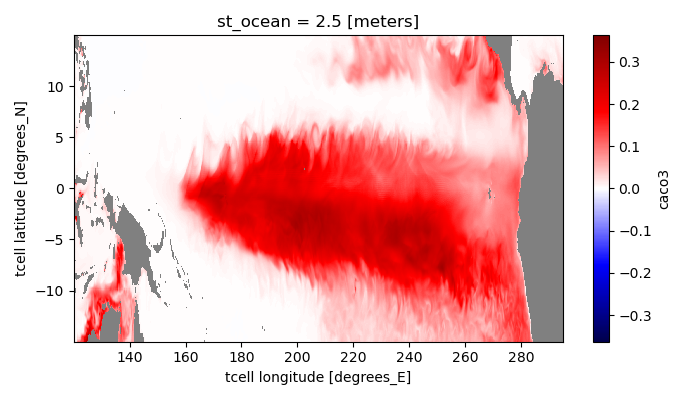 st_ocean = 2.5 [meters]
tcell latitude [degrees_N]
10
5
0
−5
−10
140 160 180 200 220 240 260 280
tcell longitude [degrees_E]
0.3
0.2
0.1
0.0
−0.1
−0.2
−0.3
caco3